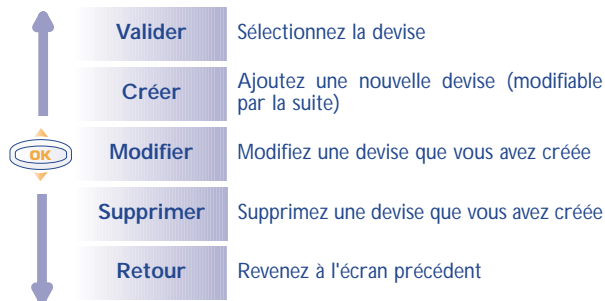 Valider Sélectionnez la devise
Créer Ajoutez une nouvelle devise (modifiable
par la suite)
OK Modifier Modifiez une devise que vous avez créée
Supprimer Supprimez une devise que vous avez créée
Retour Revenez à l'écran précédent